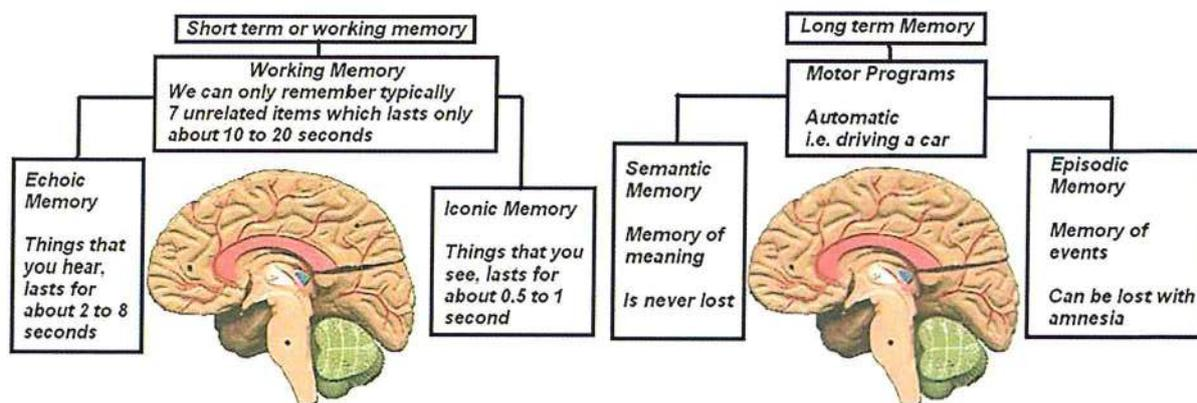 Short term or working memory
Working Memory
We can only remember typically
7 unrelated items which lasts only
about 10 to 20 seconds
Echoic
Memory
Things that
you hear,
lasts for
about 2 to 8
seconds
Iconic Memory
Things that you
see, lasts for
about 0.5 to 1
second
Long term Memory
Motor Programs
Automatic
i.e. driving a car
Semantic
Memory
Memory of
meaning
Is never lost
Episodic
Memory
Memory of
events
Can be lost with
amnesia